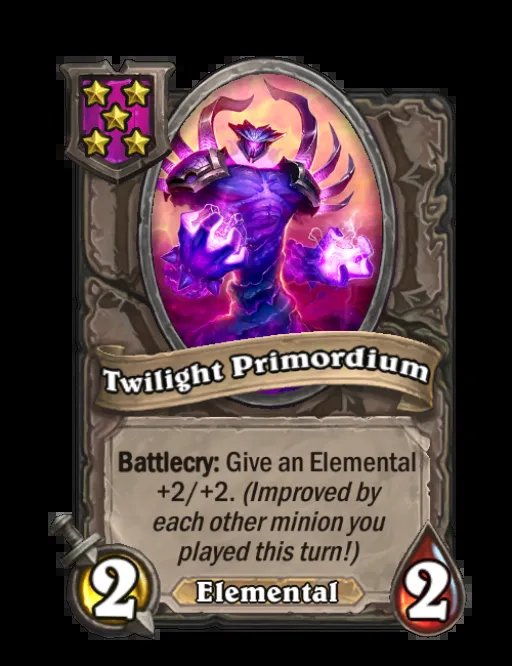 Twilight Primordium
Battlecry: Give an Elemental
+2/+2. (Improved by
each other minion you
played this turn!)
2
Elemental
2